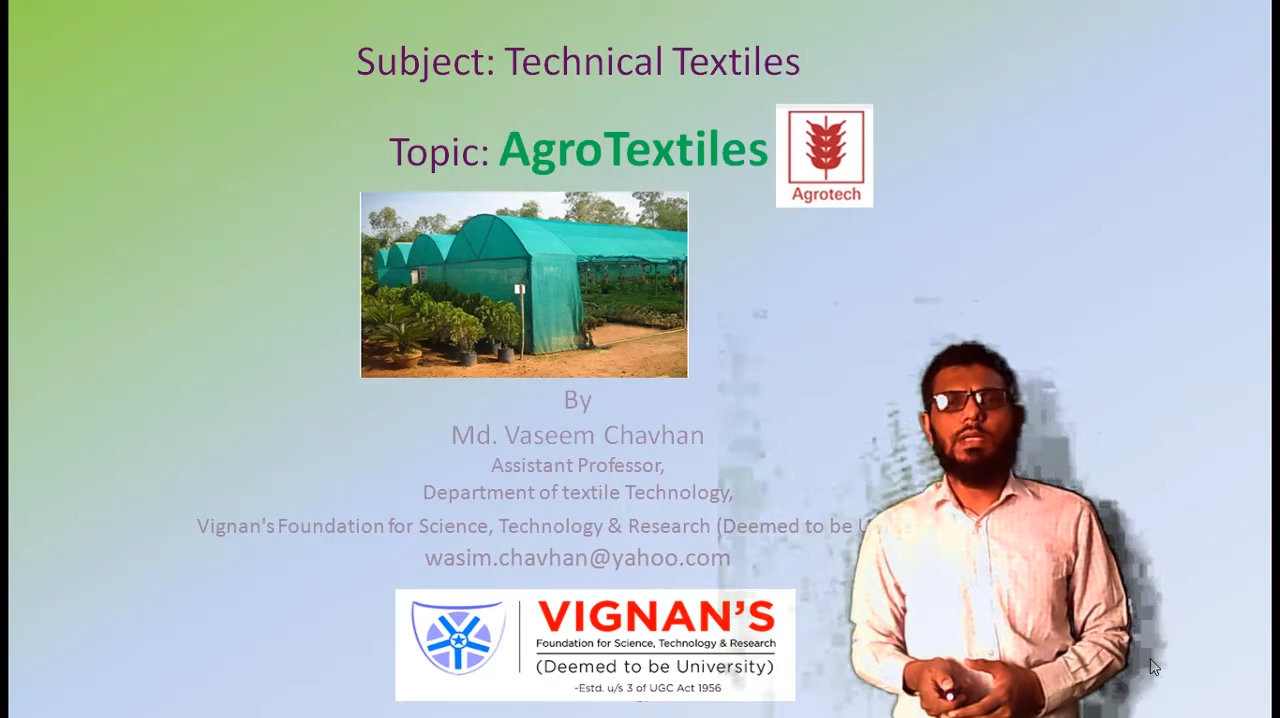 Subject: Technical Textiles
Topic: AgroTextiles
Agrotech
By
Md. Vaseem Chavhan
Assistant Professor,
Department of textile Technology,
Vignan's Foundation for Science, Technology & Research (Deemed to be
wasim.chavhan@yahoo.com
VIGNAN'S
Foundation for Science, Technology & Research
(Deemed to be University)
-Estd. u/s 3 of UGC Act 1956